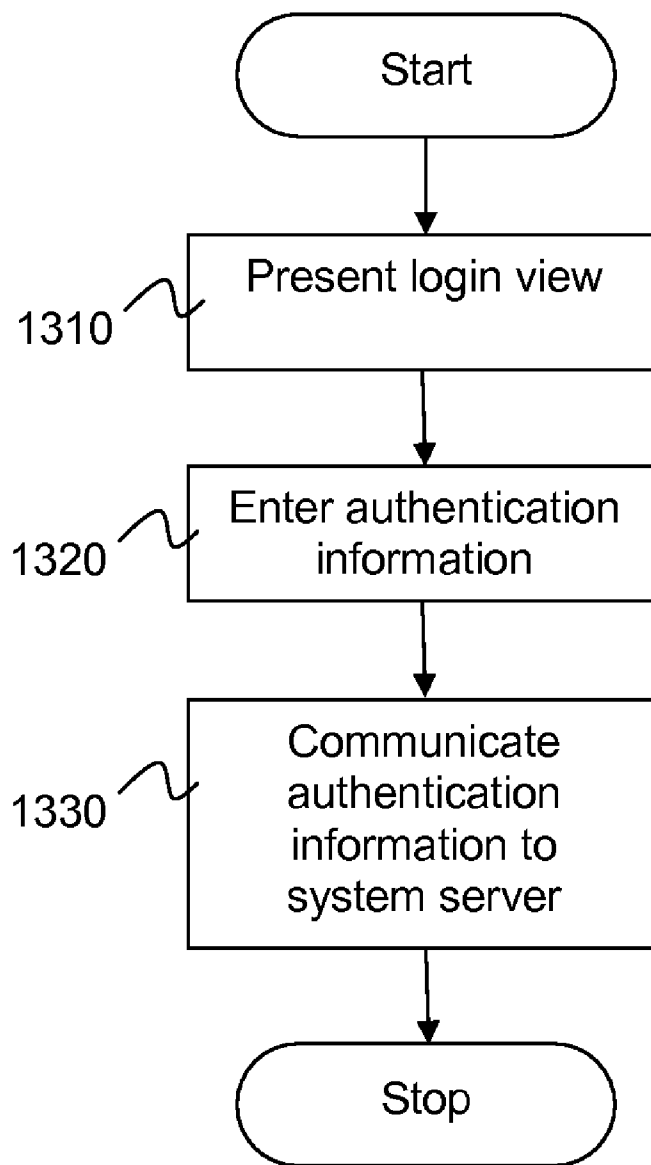 Start
Present login view
1310
Enter authentication
information
1320
Communicate
authentication
information to
system server
1330
Stop